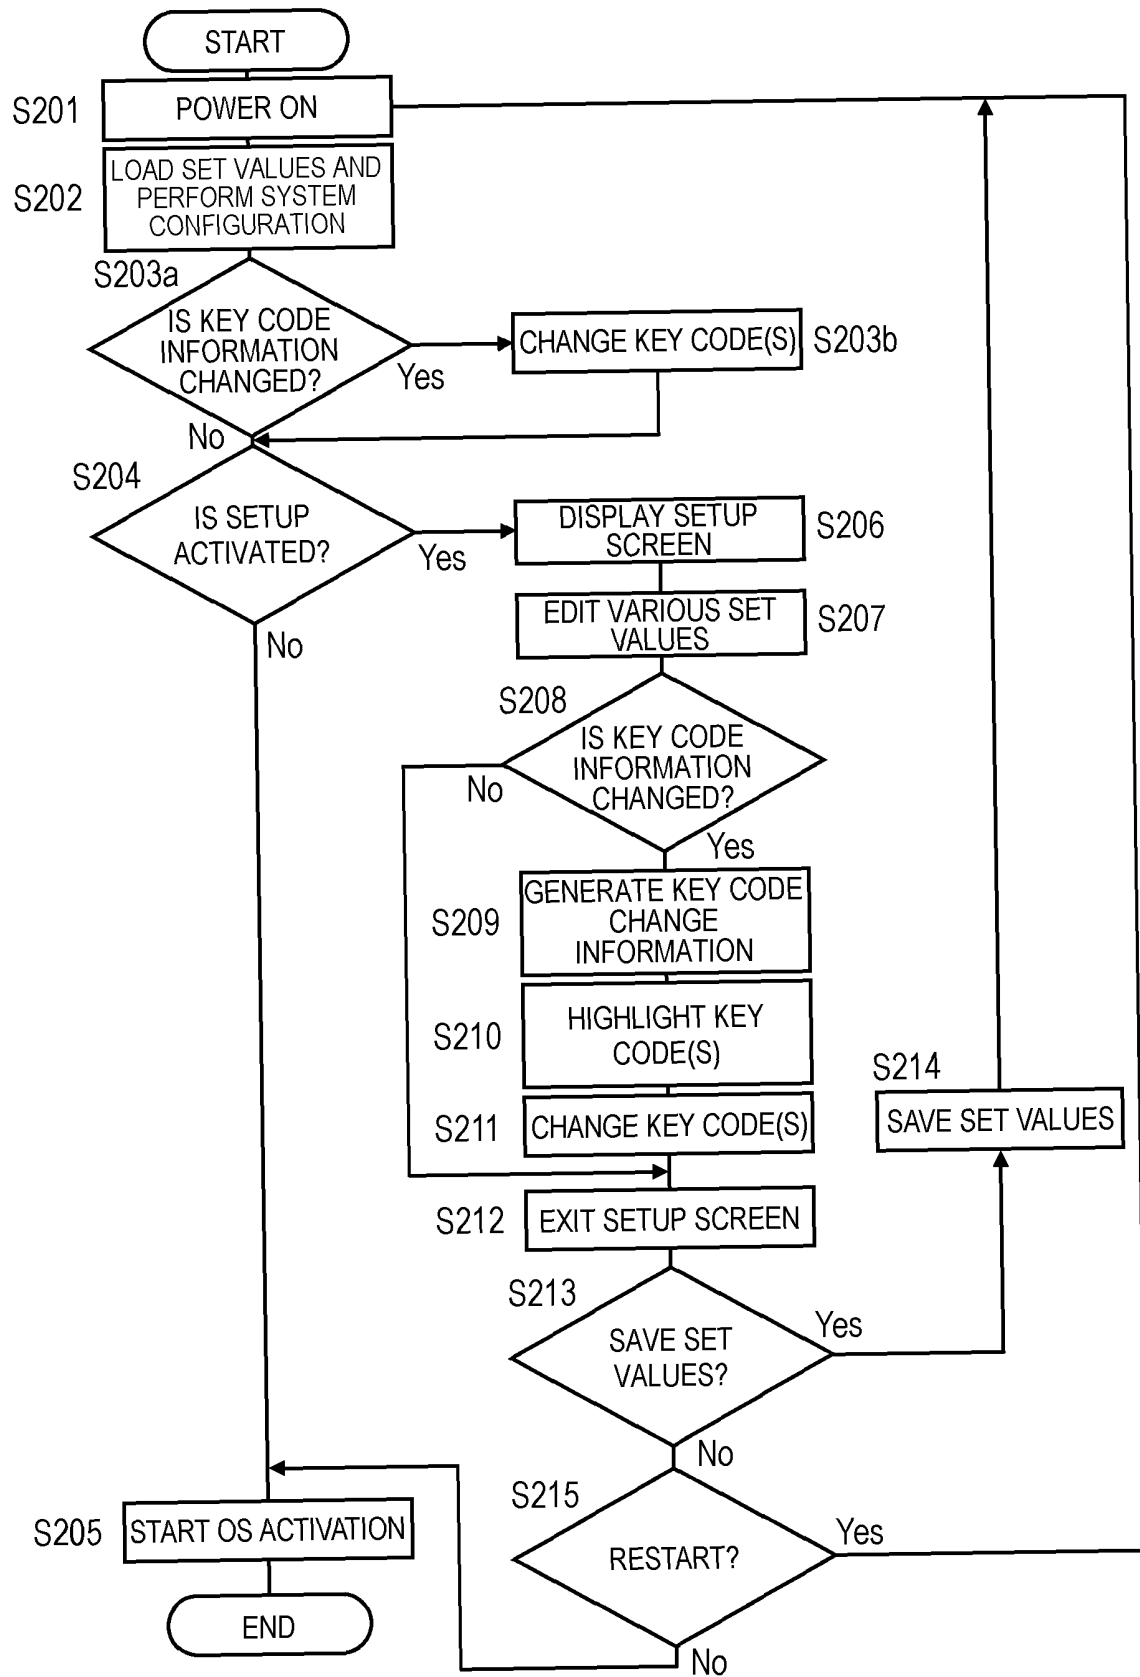 START
S201
POWER ON
S202
LOAD SET VALUES AND
PERFORM SYSTEM
CONFIGURATION
S203a
IS KEY CODE
INFORMATION
CHANGED?
Yes
CHANGE KEY CODE(S)
S203b
No
S204
IS SETUP
ACTIVATED?
Yes
DISPLAY SETUP
SCREEN
S206
No
EDIT VARIOUS SET
VALUES
S207
S208
IS KEY CODE
INFORMATION
CHANGED?
No
Yes
S209
GENERATE KEY CODE
CHANGE
INFORMATION
S210
HIGHLIGHT KEY
CODE(S)
S211
CHANGE KEY CODE(S)
S214
SAVE SET VALUES
S212
EXIT SETUP SCREEN
S213
SAVE SET
VALUES?
Yes
No
S215
RESTART?
Yes
No
S205
START OS ACTIVATION
END